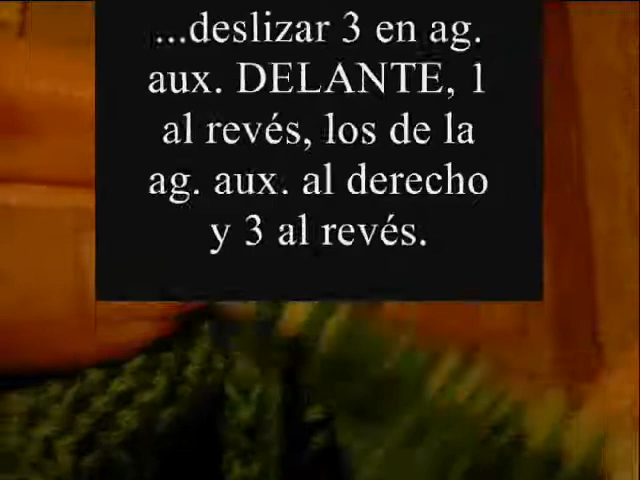 ...deslizar 3 en ag.
aux. DELANTE, 1
al revés, los de la
ag. aux. al derecho
y 3 al revés.